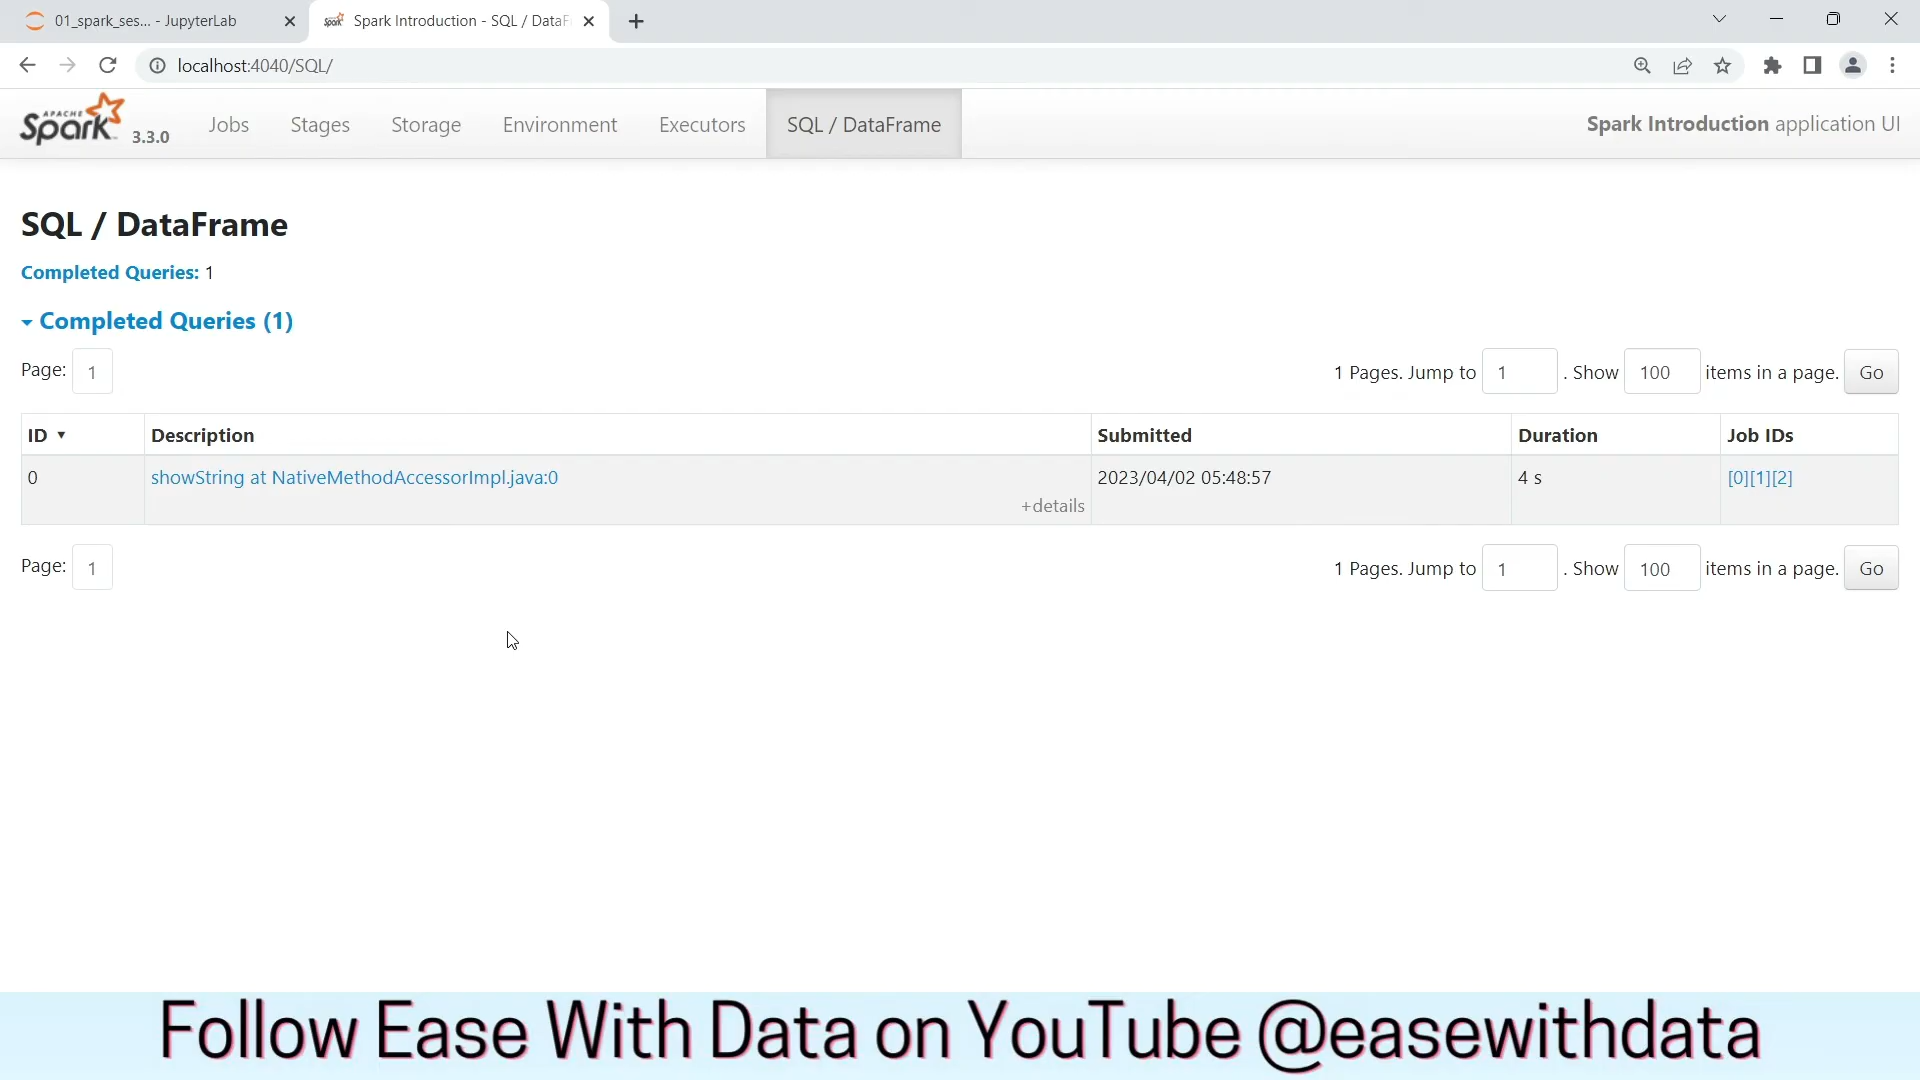 01_spark_ses... - JupyterLab
Spark Introduction - SQL / DataF
localhost:4040/SQL/
APACHE Spark 3.3.0 Jobs Stages Storage Environment Executors SQL / DataFrame Spark Introduction application UI
SQL / DataFrame
Completed Queries: 1
Completed Queries (1)
Page: 1 1 Pages. Jump to 1 . Show 100 items in a page. Go
ID Description Submitted Duration Job IDs
0 showString at NativeMethodAccessorImpl.java:0 2023/04/02 05:48:57 4 s [0][1][2]
+details
Page: 1 1 Pages. Jump to 1 . Show 100 items in a page. Go
Follow Ease With Data on YouTube @easewithdata